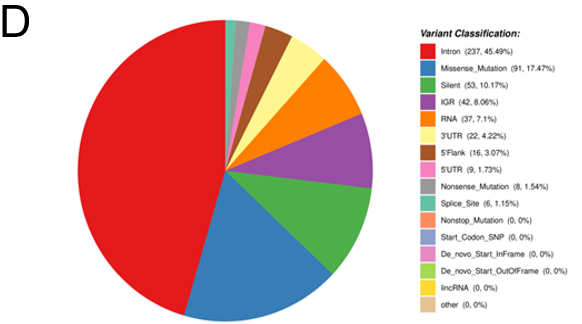 D
Variant Classification:
Intron (237, 45.49%)
Missense_Mutation (91, 17.47%)
Silent (53, 10.17%)
IGR (42, 8.06%)
RNA (37, 7.1%)
3'UTR (22, 4.22%)
5'Flank (16, 3.07%)
5'UTR (9, 1.73%)
Nonsense_Mutation (8, 1.54%)
Splice_Site (6, 1.15%)
Nonstop_Mutation (0, 0%)
Start_Codon_SNP (0, 0%)
De_novo_Start_InFrame (0, 0%)
De_novo_Start_OutOfFrame (0, 0%)
lincRNA (0, 0%)
other (0, 0%)